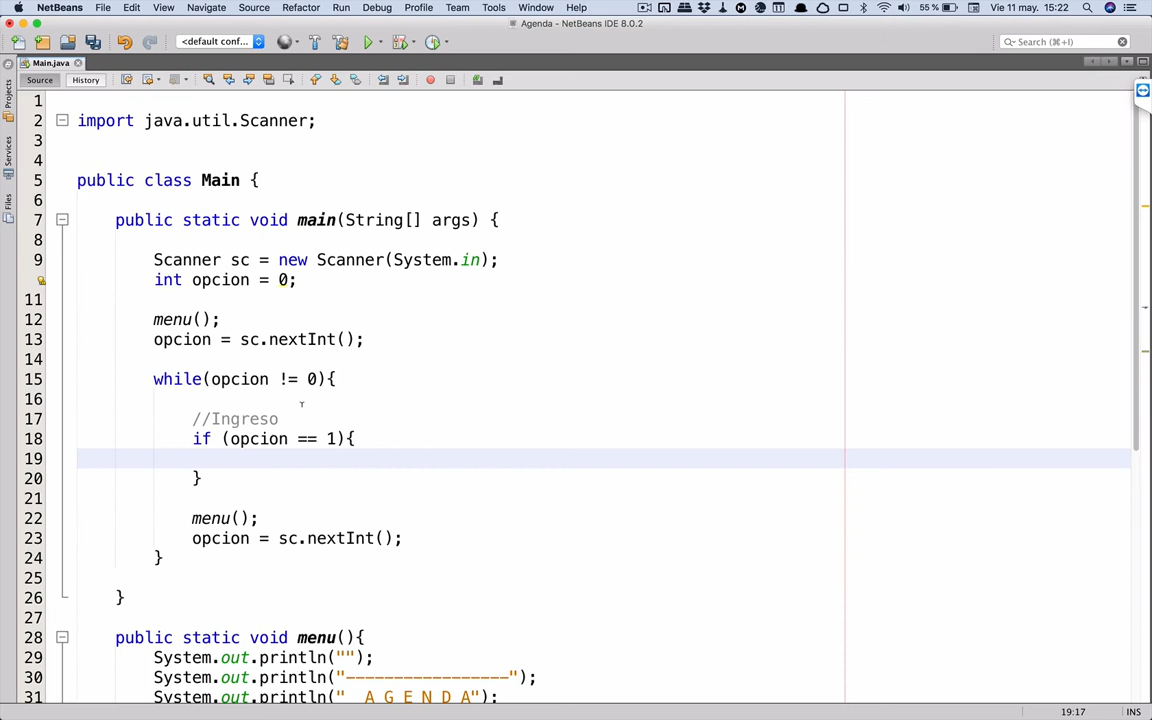 NetBeans File Edit View Navigate Source Refactor Run Debug Profile Team Tools Window Help 55 % Vie 11 may. 15:22
Agenda - NetBeans IDE 8.0.2
<default conf... Search (⌘+I)
Main.java
Source History
Projects
Services
Files
1
2 import java.util.Scanner;
3
4
5 public class Main {
6
7 public static void main(String[] args) {
8
9 Scanner sc = new Scanner(System.in);
int opcion = 0;
11
12 menu();
13 opcion = sc.nextInt();
14
15 while(opcion != 0){
16
17 //Ingreso
18 if (opcion == 1){
19
20 }
21
22 menu();
23 opcion = sc.nextInt();
24 }
25
26 }
27
28 public static void menu(){
29 System.out.println("");
30 System.out.println("-----------------");
31 System.out.println("  A G E N D A");
19:17 INS